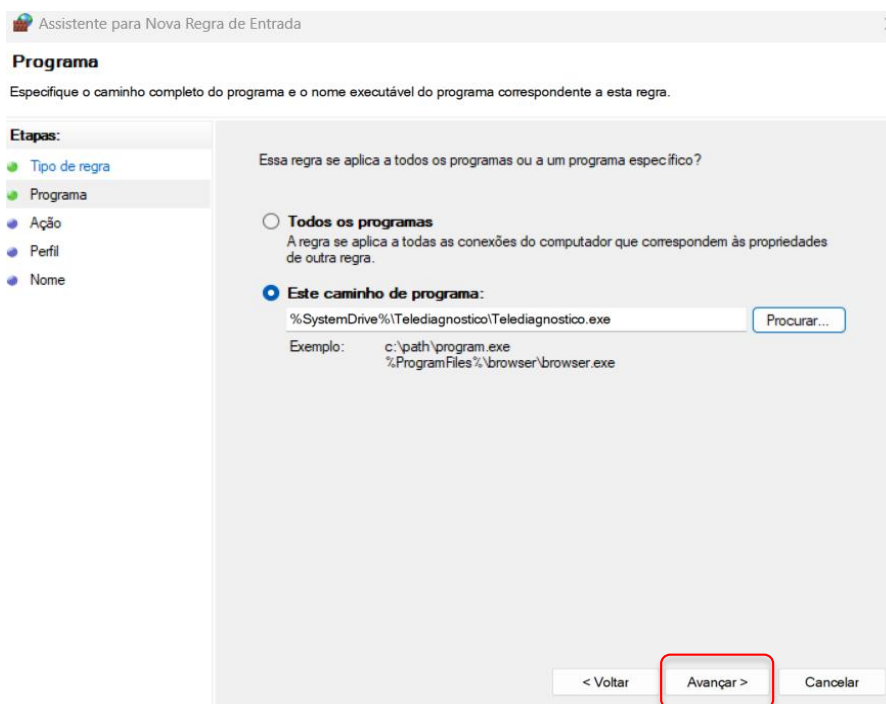 Assistente para Nova Regra de Entrada
Programa
Especifique o caminho completo do programa e o nome executável do programa correspondente a esta regra.
Etapas:
Tipo de regra
Programa
Ação
Perfil
Nome
Essa regra se aplica a todos os programas ou a um programa específico?
Todos os programas
A regra se aplica a todas as conexões do computador que correspondem às propriedades
de outra regra.
Este caminho de programa:
%SystemDrive%\Telediagnostico\Telediagnostico.exe
Procurar...
Exemplo: c:\path\program.exe
%ProgramFiles%\browser\browser.exe
< Voltar
Avançar >
Cancelar